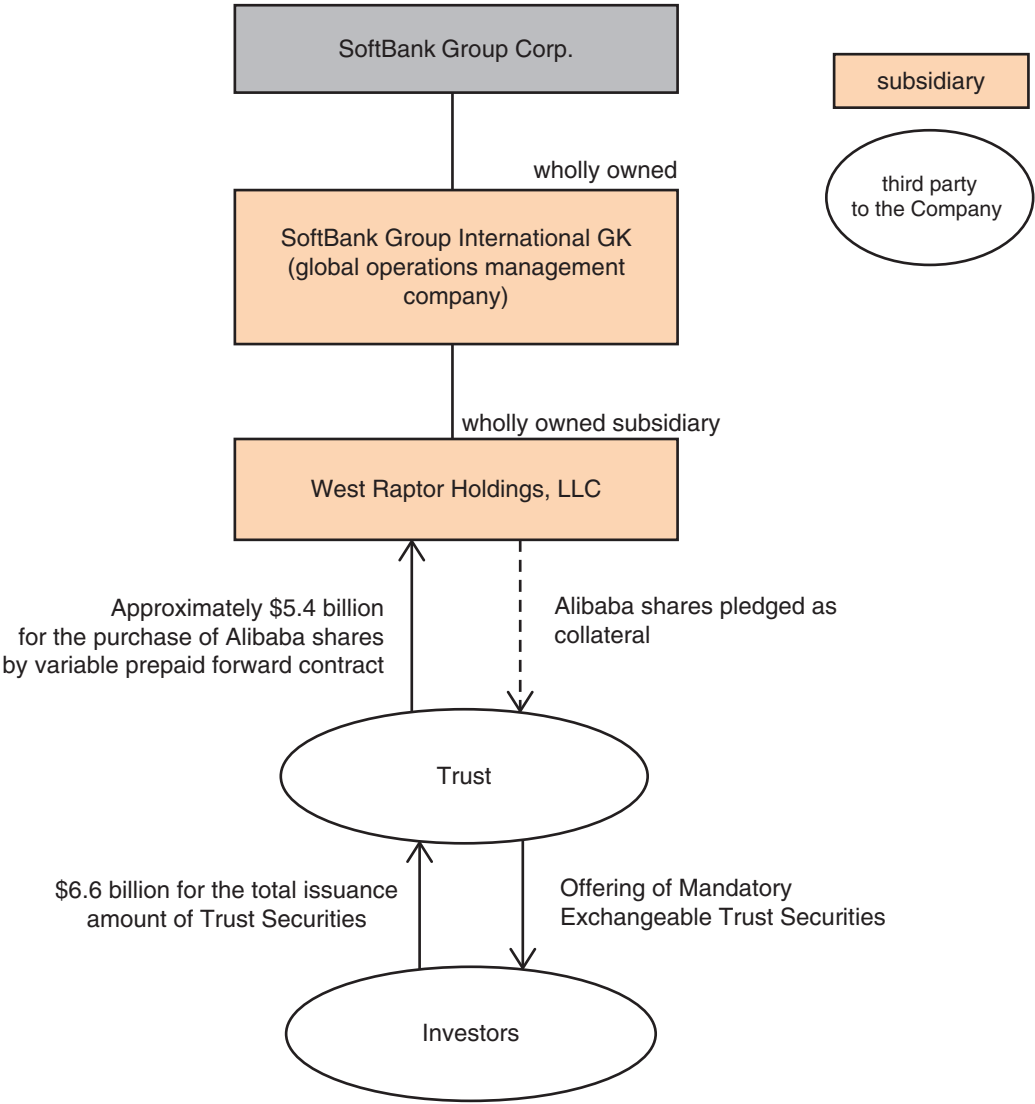 SoftBank Group Corp.
subsidiary
third party
to the Company
wholly owned
SoftBank Group International GK
(global operations management
company)
wholly owned subsidiary
West Raptor Holdings, LLC
Approximately $5.4 billion
for the purchase of Alibaba shares
by variable prepaid forward contract
Alibaba shares pledged as
collateral
Trust
$6.6 billion for the total issuance
amount of Trust Securities
Offering of Mandatory
Exchangeable Trust Securities
Investors